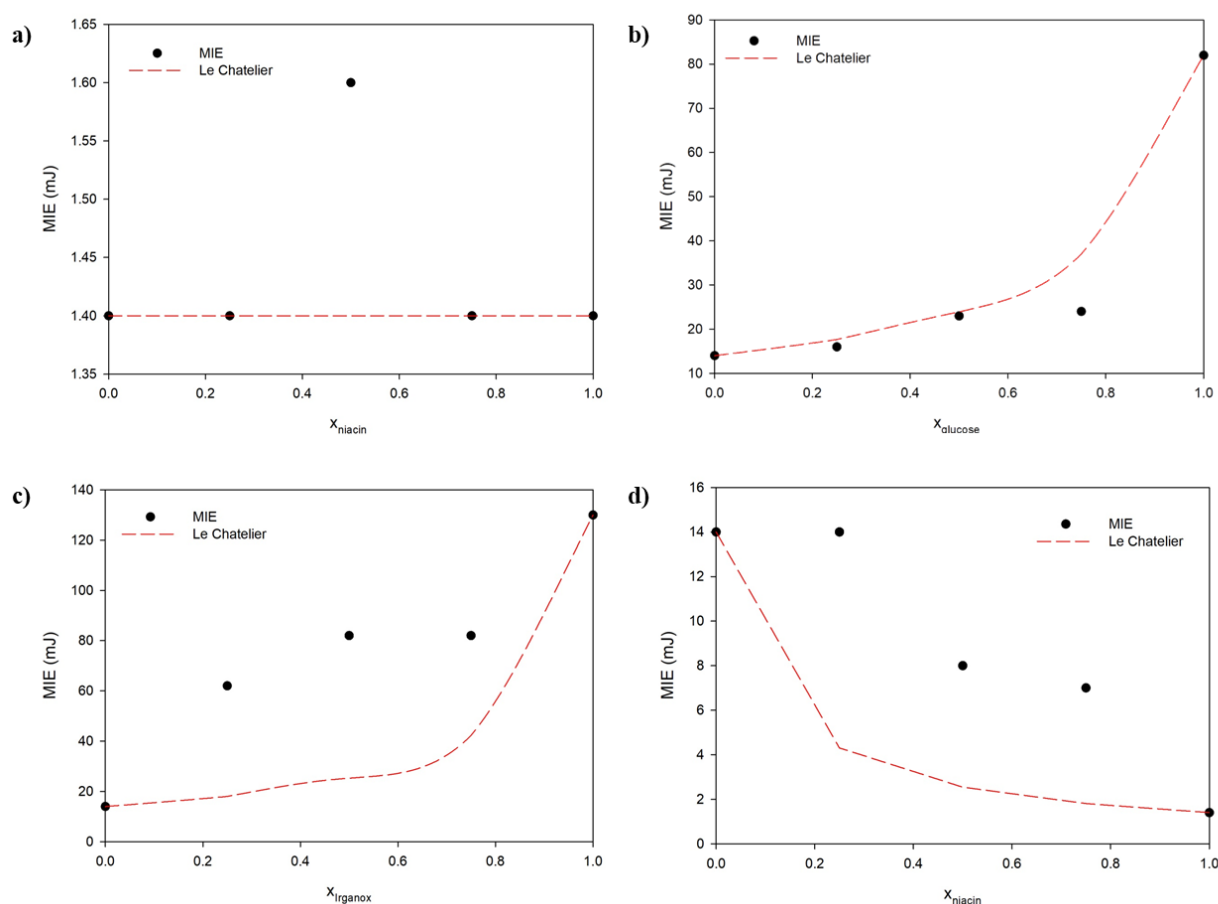 a)
1.65
1.60
1.55
1.50
1.45
1.40
1.35
MIE (mJ)
MIE
Le Chatelier
0.0 0.2 0.4 0.6 0.8 1.0
xniacin
b)
90
80
70
60
50
40
30
20
10
MIE (mJ)
MIE
Le Chatelier
0.0 0.2 0.4 0.6 0.8 1.0
xglucose
c)
140
120
100
80
60
40
20
0
MIE (mJ)
MIE
Le Chatelier
0.0 0.2 0.4 0.6 0.8 1.0
xIrganox
d)
16
14
12
10
8
6
4
2
0
MIE (mJ)
MIE
Le Chatelier
0.0 0.2 0.4 0.6 0.8 1.0
xniacin